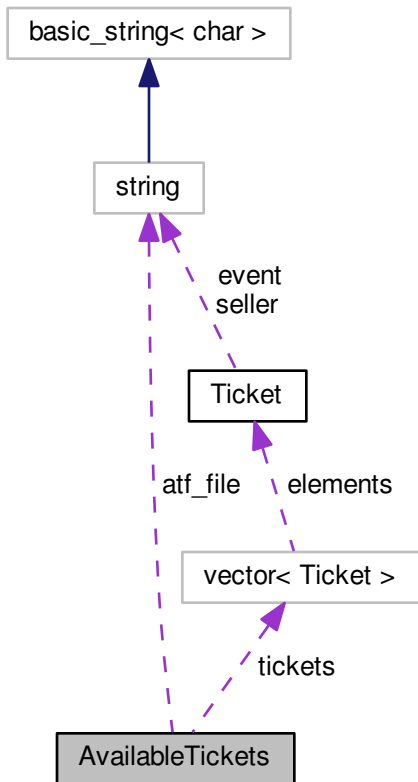 basic_string< char >
string
event
seller
Ticket
atf_file
elements
vector< Ticket >
tickets
AvailableTickets